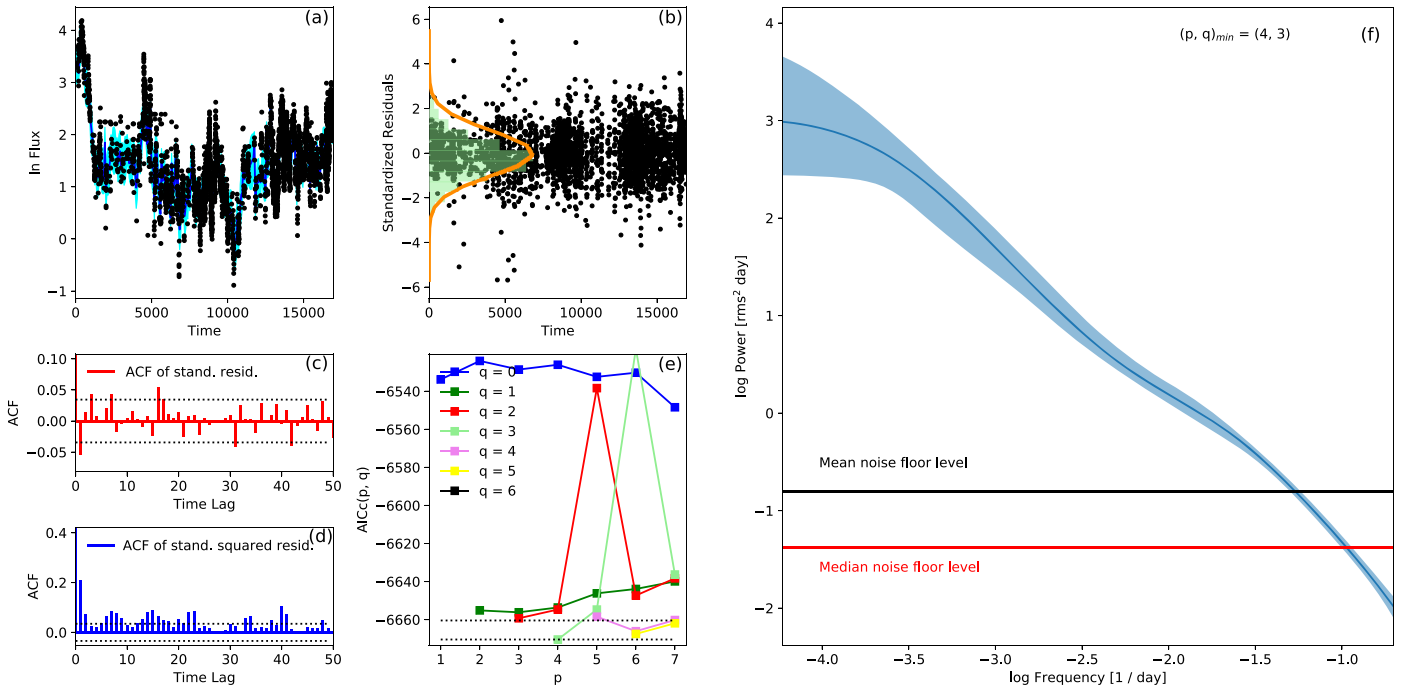 (a)
4
3
2
1
0
−1
ln Flux
0
5000
10000
15000
Time
(b)
6
4
2
0
−2
−4
−6
Standardized Residuals
0
5000
10000
15000
Time
(c)
ACF of stand. resid.
0.10
0.05
0.00
−0.05
ACF
0
10
20
30
40
50
Time Lag
(d)
ACF of stand. squared resid.
0.4
0.2
0.0
ACF
0
10
20
30
40
50
Time Lag
(e)
q = 0
q = 1
q = 2
q = 3
q = 4
q = 5
q = 6
−6540
−6560
−6580
−6600
−6620
−6640
−6660
AICc(p, q)
1
2
3
4
5
6
7
p
(p, q)min = (4, 3)
(f)
4
3
2
1
0
−1
−2
log Power [rms² day]
Mean noise floor level
Median noise floor level
−4.0
−3.5
−3.0
−2.5
−2.0
−1.5
−1.0
log Frequency [1 / day]